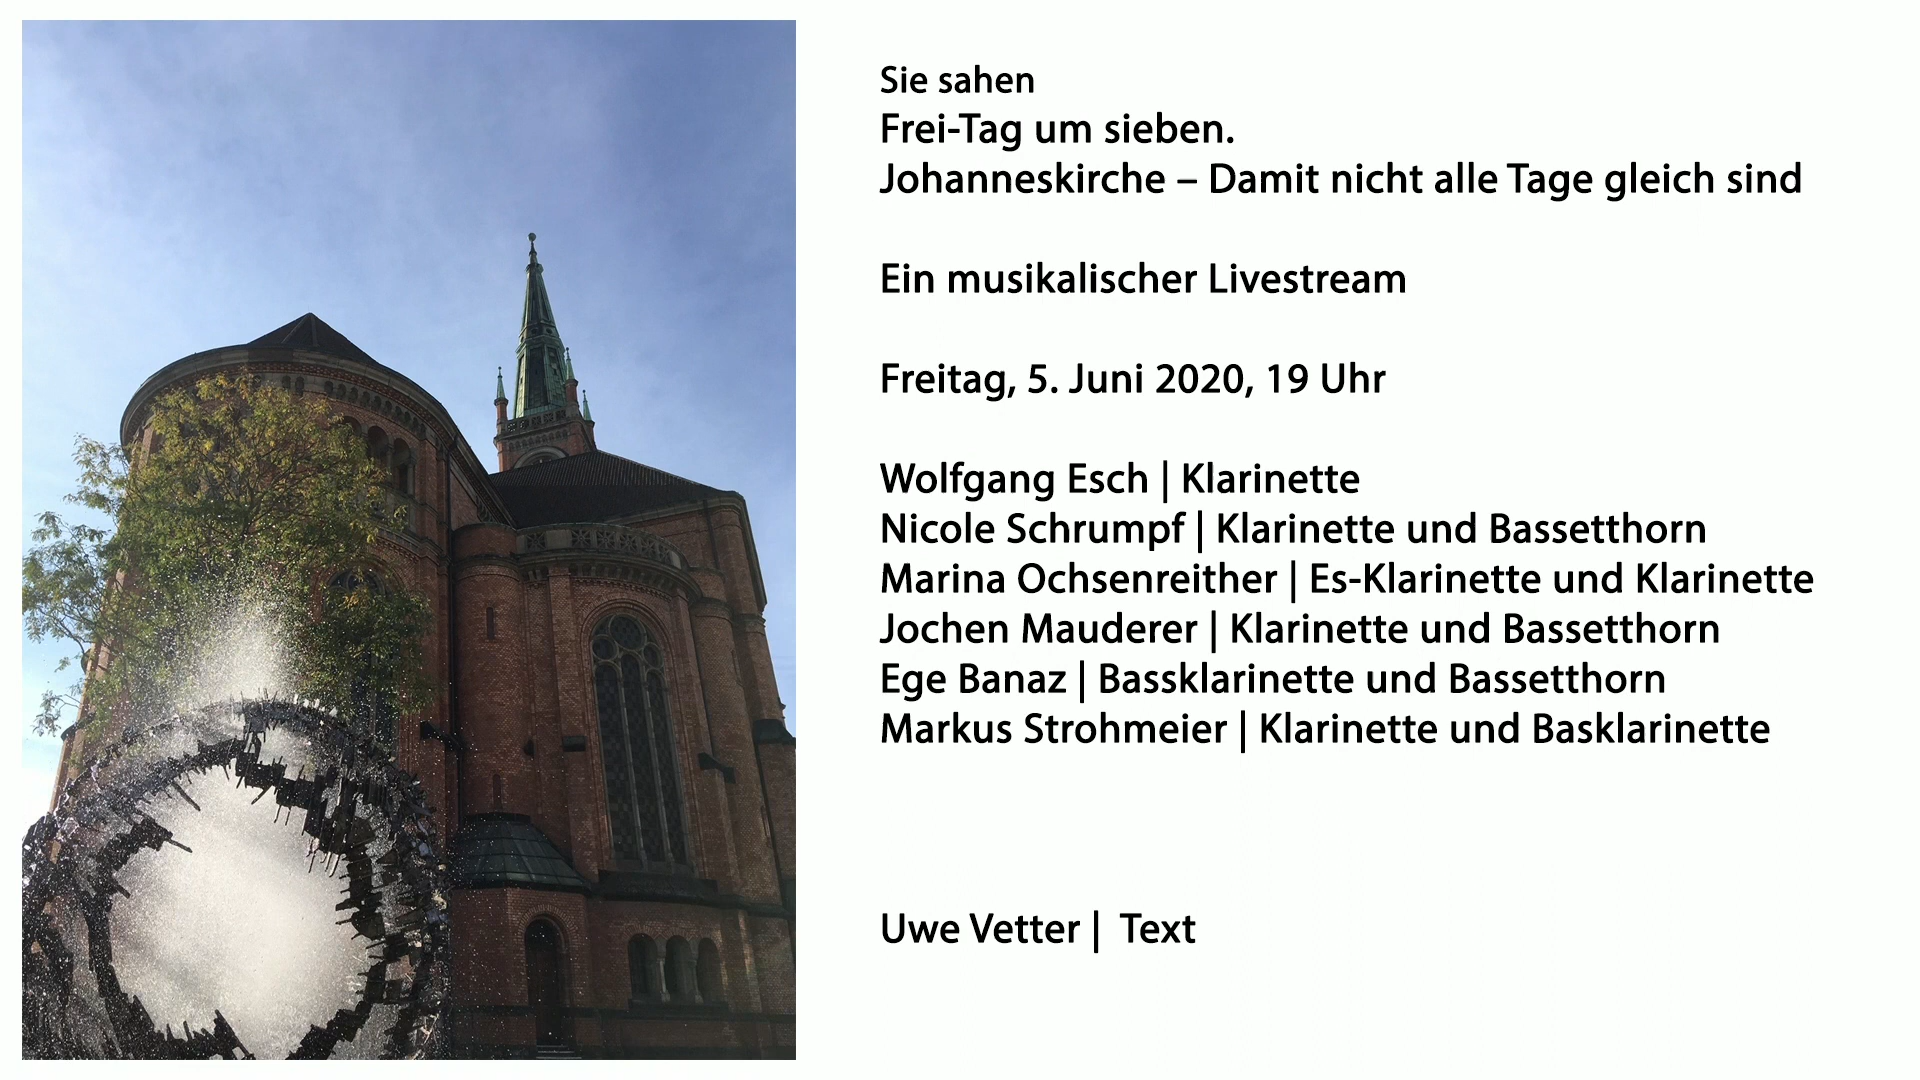 Sie sahen
Frei-Tag um sieben.
Johanneskirche – Damit nicht alle Tage gleich sind
Ein musikalischer Livestream
Freitag, 5. Juni 2020, 19 Uhr
Wolfgang Esch | Klarinette
Nicole Schrumpf | Klarinette und Bassetthorn
Marina Ochsenreither | Es-Klarinette und Klarinette
Jochen Mauderer | Klarinette und Bassetthorn
Ege Banaz | Bassklarinette und Bassetthorn
Markus Strohmeier | Klarinette und Basklarinette
Uwe Vetter | Text